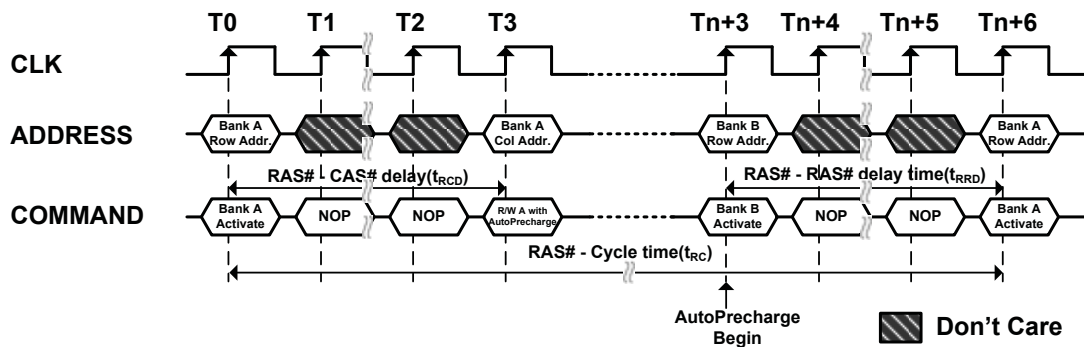 T0 T1 T2 T3 Tn+3 Tn+4 Tn+5 Tn+6
CLK
ADDRESS
Bank A
Row Addr.
Bank A
Col Addr.
Bank B
Row Addr.
Bank A
Row Addr.
RAS# - CAS# delay(tRCD)
RAS# - RAS# delay time(tRRD)
COMMAND
Bank A
Activate
NOP
NOP
R/W A with
AutoPrecharge
Bank B
Activate
NOP
NOP
Bank A
Activate
RAS# - Cycle time(tRC)
AutoPrecharge
Begin
Don't Care